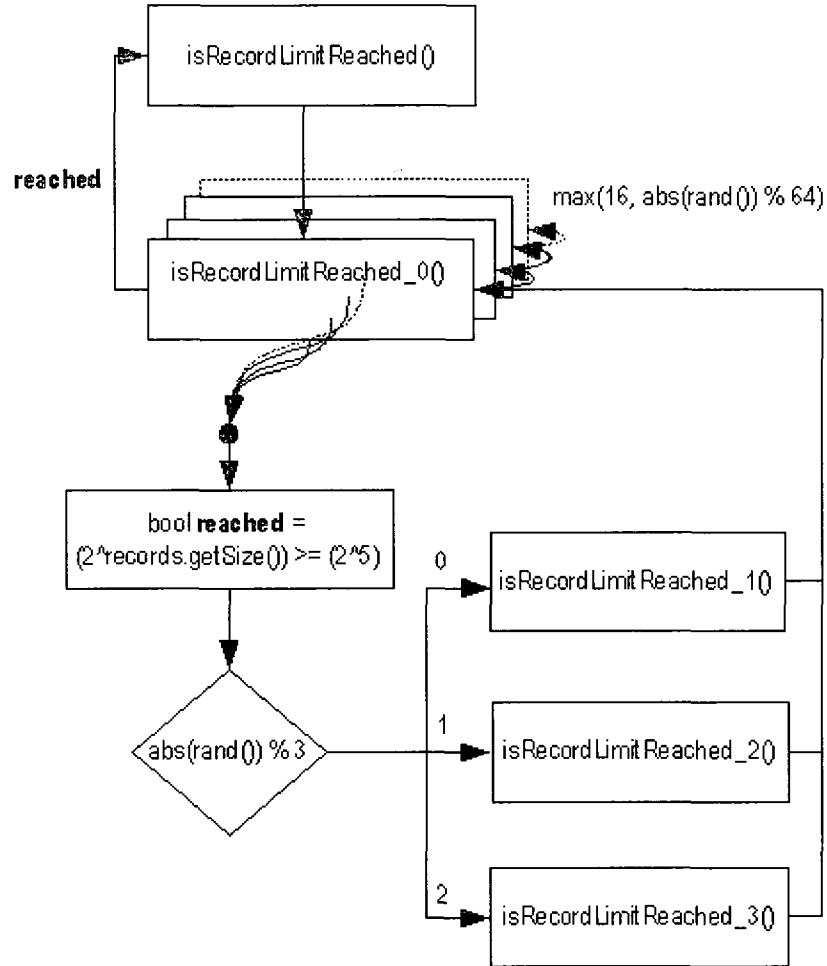 isRecordLimitReached()
reached
max(16, abs(rand()) % 64)
isRecordLimitReached_0()
bool reached =
(2^records.getSize()) >= (2^5)
0
isRecordLimitReached_1()
abs(rand()) % 3
1
isRecordLimitReached_2()
2
isRecordLimitReached_3()